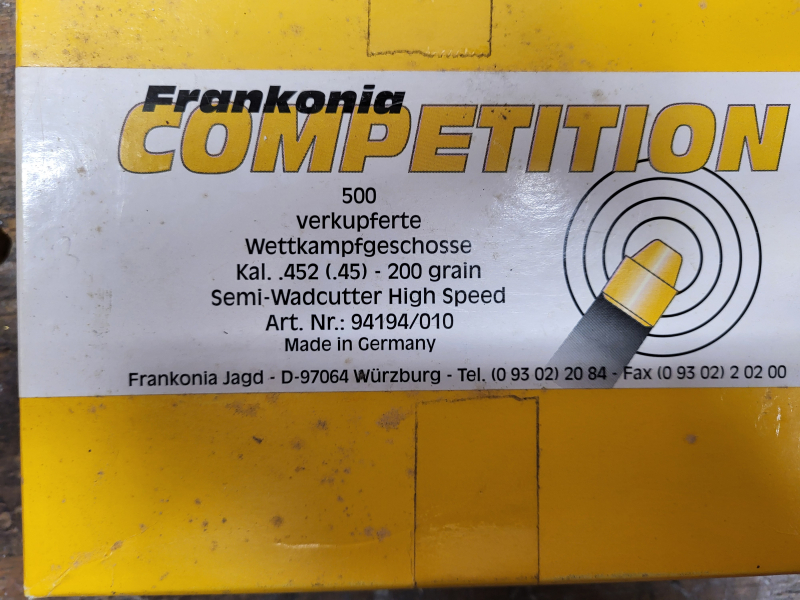 Frankonia
COMPETITION
500
verkupferte
Wettkampfgeschosse
Kal. .452 (.45) - 200 grain
Semi-Wadcutter High Speed
Art. Nr.: 94194/010
Made in Germany
Frankonia Jagd - D-97064 Würzburg - Tel. (0 93 02) 20 84 - Fax (0 93 02) 2 02 00